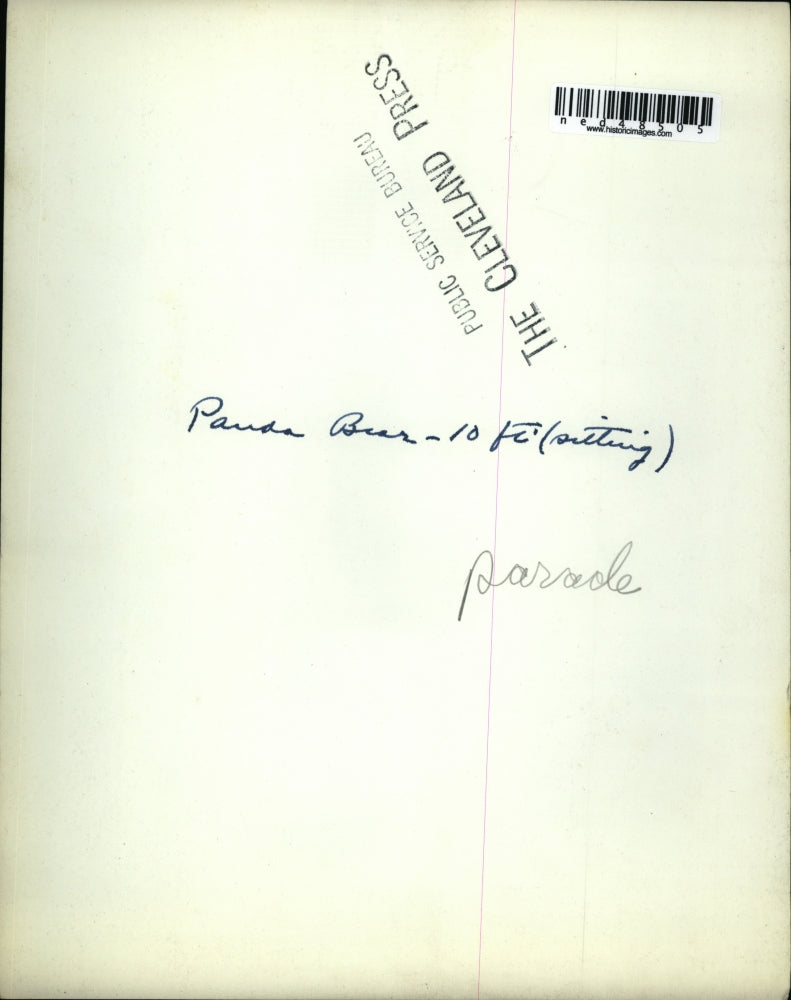 THE CLEVELAND PRESS
PUBLIC SERVICE BUREAU
ned48505
www.historicimages.com
Panda Bear - 10 ft (sitting)
parade